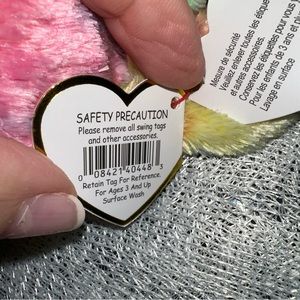 SAFETY PRECAUTION
Please remove all swing tags
and other accessories.
0 08421 40448 3
Retain Tag For Reference.
For Ages 3 And Up
Surface Wash
Mesure de sécurité
Veuillez enlever toutes les étiquettes
et autres accessoires.
Conservez les étiquettes pour vous
Pour les enfants de 3 ans et
Lavage en surface